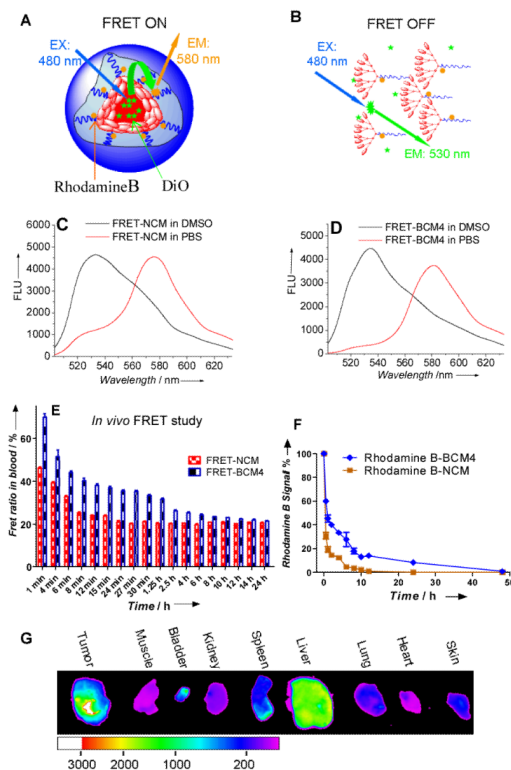 A
FRET ON
EX:
480 nm
EM:
580 nm
RhodamineB
DiO
B
FRET OFF
EX:
480 nm
EM: 530 nm
C
FRET-NCM in DMSO
FRET-NCM in PBS
FLU
6000
5000
4000
3000
2000
1000
0
520 540 560 580 600 620
Wavelength / nm
D
FRET-BCM4 in DMSO
FRET-BCM4 in PBS
FLU
5000
4000
3000
2000
1000
0
520 540 560 580 600 620
Wavelength / nm
E
In vivo FRET study
FRET-NCM
FRET-BCM4
Fret ratio in blood / %
60
40
20
0
1 min
4 min
6 min
8 min
12 min
15 min
24 min
27 min
30 min
1.25 h
2.5 h
4 h
6 h
8 h
10 h
12 h
14 h
24 h
Time / h
F
Rhodamine B-BCM4
Rhodamine B-NCM
Rhodamine B Signal / %
100
80
60
40
20
0
0 10 20 30 40 50
Time / h
G
Tumor
Muscle
Bladder
Kidney
Spleen
Liver
Lung
Heart
Skin
3000 2000 1000 200